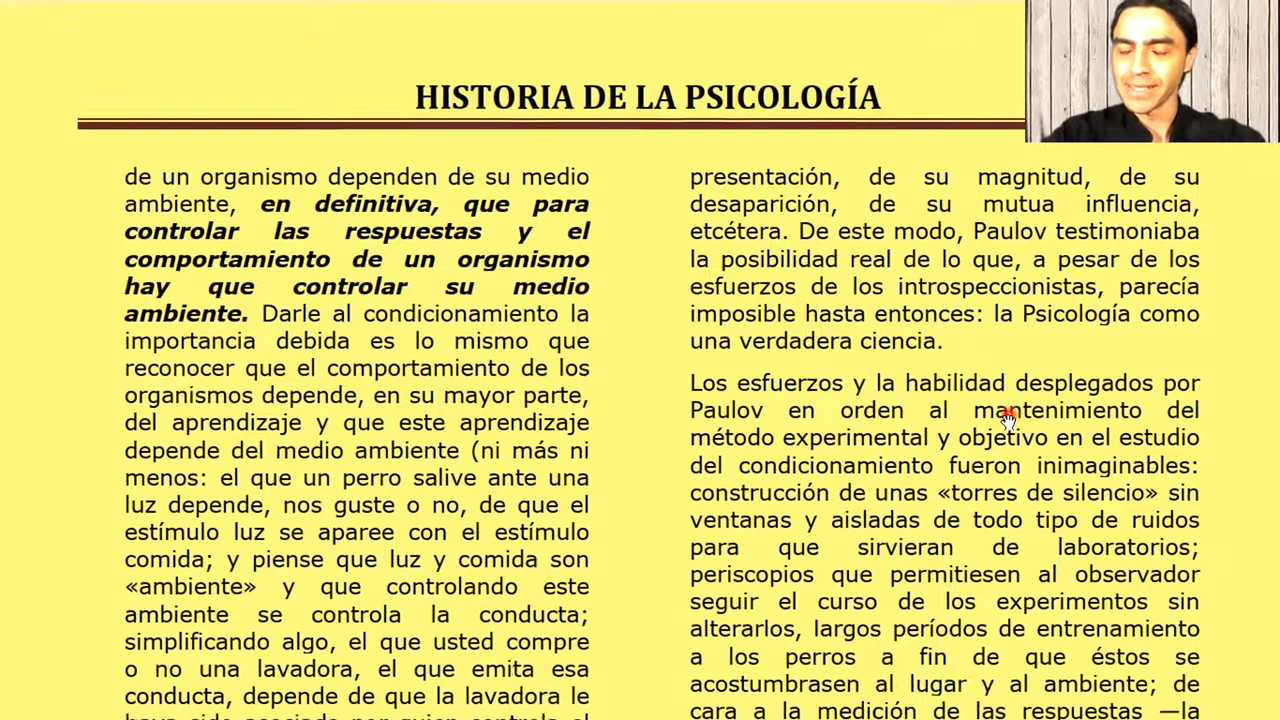 HISTORIA DE LA PSICOLOGÍA
de un organismo dependen de su medio
ambiente, en definitiva, que para
controlar las respuestas y el
comportamiento de un organismo
hay que controlar su medio
ambiente. Darle al condicionamiento la
importancia debida es lo mismo que
reconocer que el comportamiento de los
organismos depende, en su mayor parte,
del aprendizaje y que este aprendizaje
depende del medio ambiente (ni más ni
menos: el que un perro salive ante una
luz depende, nos guste o no, de que el
estímulo luz se aparee con el estímulo
comida; y piense que luz y comida son
«ambiente» y que controlando este
ambiente se controla la conducta;
simplificando algo, el que usted compre
o no una lavadora, el que emita esa
conducta, depende de que la lavadora le
presentación, de su magnitud, de su
desaparición, de su mutua influencia,
etcétera. De este modo, Paulov testimoniaba
la posibilidad real de lo que, a pesar de los
esfuerzos de los introspeccionistas, parecía
imposible hasta entonces: la Psicología como
una verdadera ciencia.
Los esfuerzos y la habilidad desplegados por
Paulov en orden al mantenimiento del
método experimental y objetivo en el estudio
del condicionamiento fueron inimaginables:
construcción de unas «torres de silencio» sin
ventanas y aisladas de todo tipo de ruidos
para que sirvieran de laboratorios;
periscopios que permitiesen al observador
seguir el curso de los experimentos sin
alterarlos, largos períodos de entrenamiento
a los perros a fin de que éstos se
acostumbrasen al lugar y al ambiente; de
cara a la medición de las respuestas —la